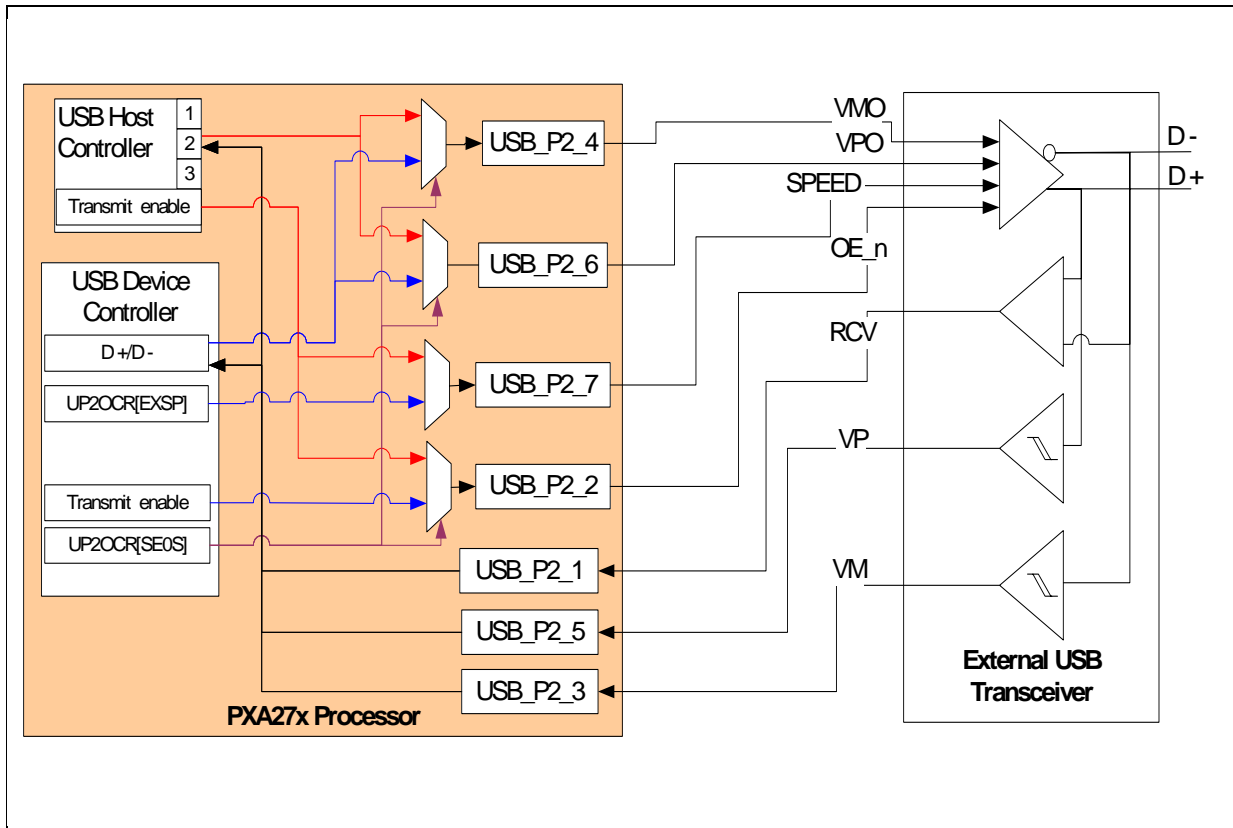 USB Host
Controller
1
2
3
Transmit enable
USB Device
Controller
D+/D-
UP2OCR[EXSP]
Transmit enable
UP2OCR[SE0S]
USB_P2_4
USB_P2_6
USB_P2_7
USB_P2_2
USB_P2_1
USB_P2_5
USB_P2_3
PXA27x Processor
VMO
VPO
SPEED
OE_n
RCV
VP
VM
D-
D+
External USB
Transceiver